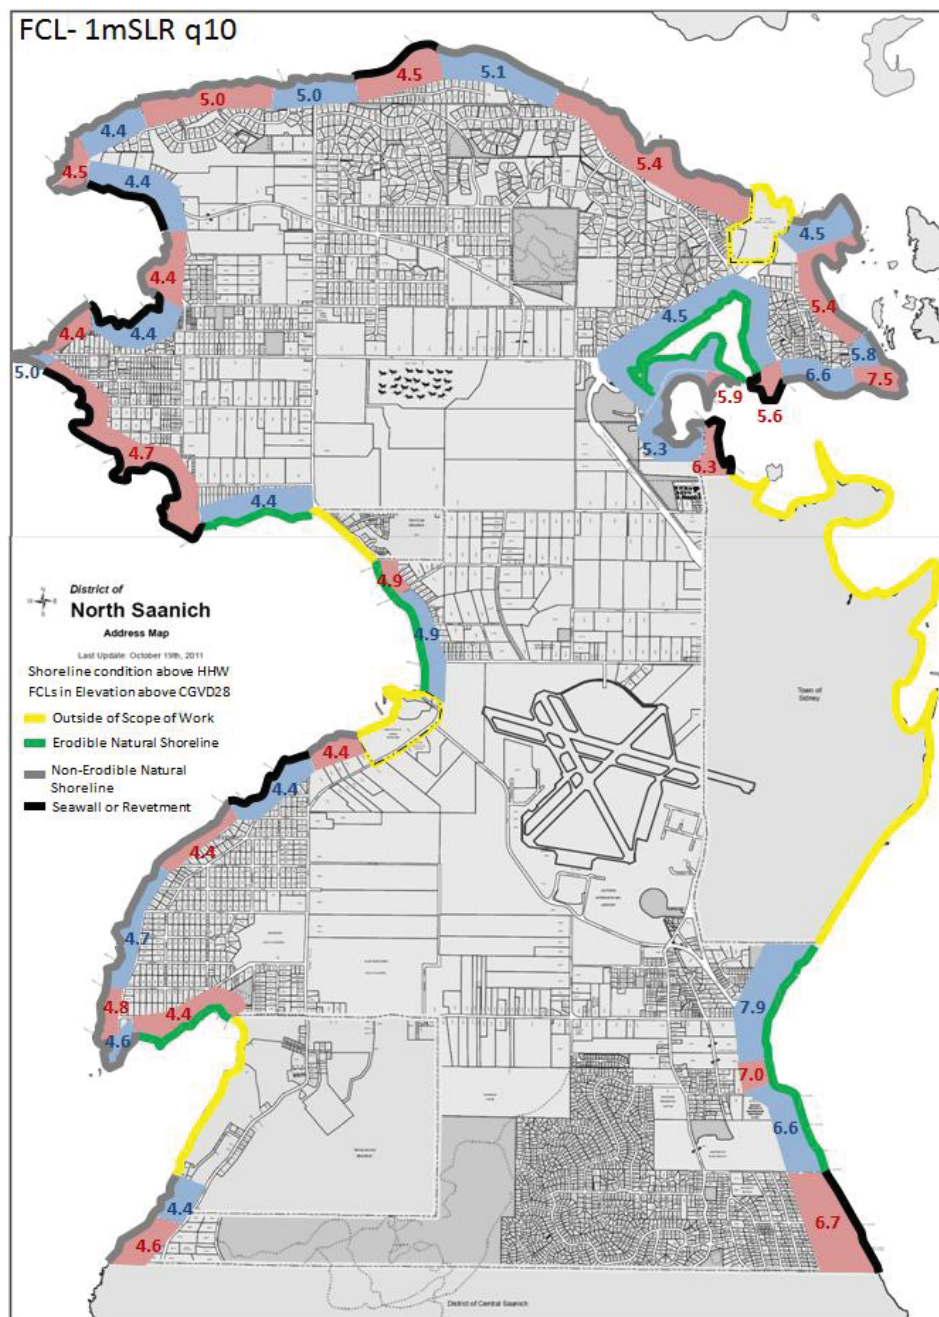 FCL- 1mSLR q10
4.5
5.1
5.0
5.0
4.4
4.5
4.4
5.4
4.5
4.4
5.4
4.5
4.4
4.4
5.8
5.0
6.6
7.5
5.9
5.6
4.7
5.3
6.3
4.4
4.9
District of
North Saanich
Address Map
Last Update: October 19th, 2011
Shoreline condition above HHW
FCLs in Elevation above CGVD28
Outside of Scope of Work
Erodible Natural Shoreline
Non-Erodible Natural
Shoreline
Seawall or Revetment
4.9
Town of
Sidney
4.4
4.4
4.4
4.7
4.8
4.4
4.6
7.9
7.0
6.6
4.4
4.6
6.7
District of Central Saanich